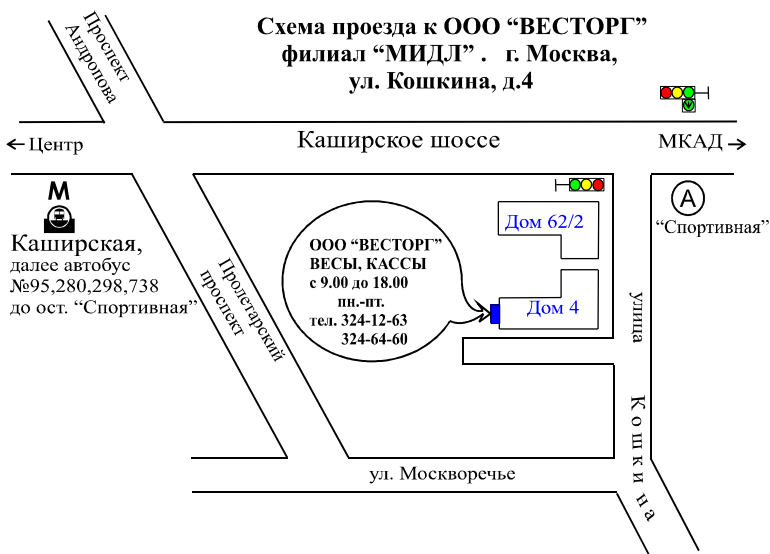 Схема проезда к ООО “ВЕСТОРГ”
филиал “МИДЛ” .   г. Москва,
ул. Кошкина, д.4
Проспект
Андропова
←Центр
Каширское шоссе
МКАД→
М
Каширская,
далее автобус
№95,280,298,738
до ост. “Спортивная”
А
“Спортивная”
Дом 62/2
ООО “ВЕСТОРГ”
ВЕСЫ, КАССЫ
с 9.00 до 18.00
пн.-пт.
тел. 324-12-63
324-64-60
Дом 4
Пролетарский
проспект
улица
Кошкина
ул. Москворечье